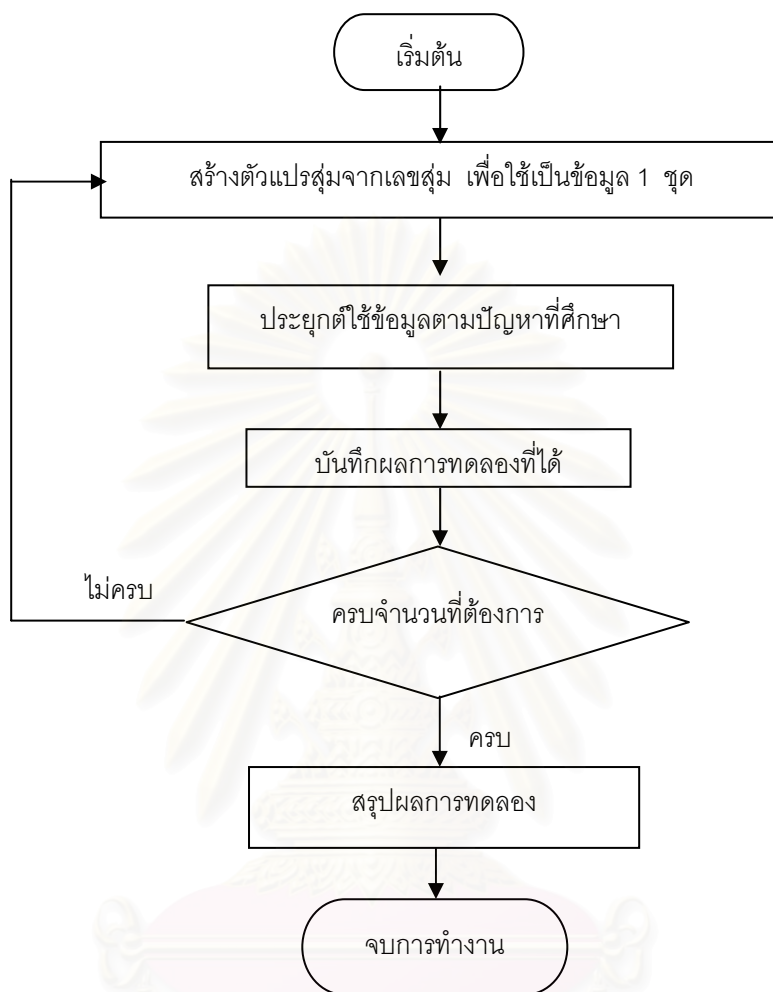 เริ่มต้น
สร้างตัวแปรสุ่มจากเลขสุ่ม เพื่อใช้เป็นข้อมูล 1 ชุด
ประยุกต์ใช้ข้อมูลตามปัญหาที่ศึกษา
บันทึกผลการทดลองที่ได้
ไม่ครบ
ครบจำนวนที่ต้องการ
ครบ
สรุปผลการทดลอง
จบการทำงาน